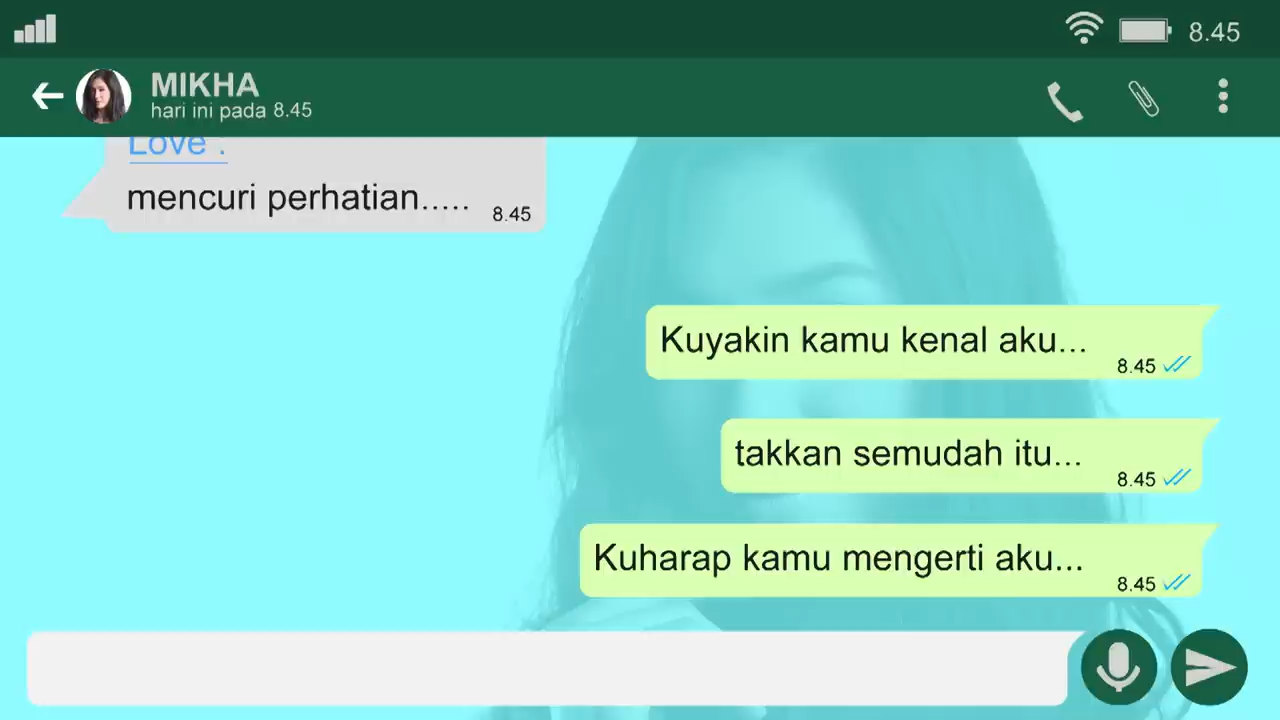 8.45
MIKHA
hari ini pada 8.45
Love .
mencuri perhatian.....
8.45
Kuyakin kamu kenal aku...
8.45
takkan semudah itu...
8.45
Kuharap kamu mengerti aku...
8.45